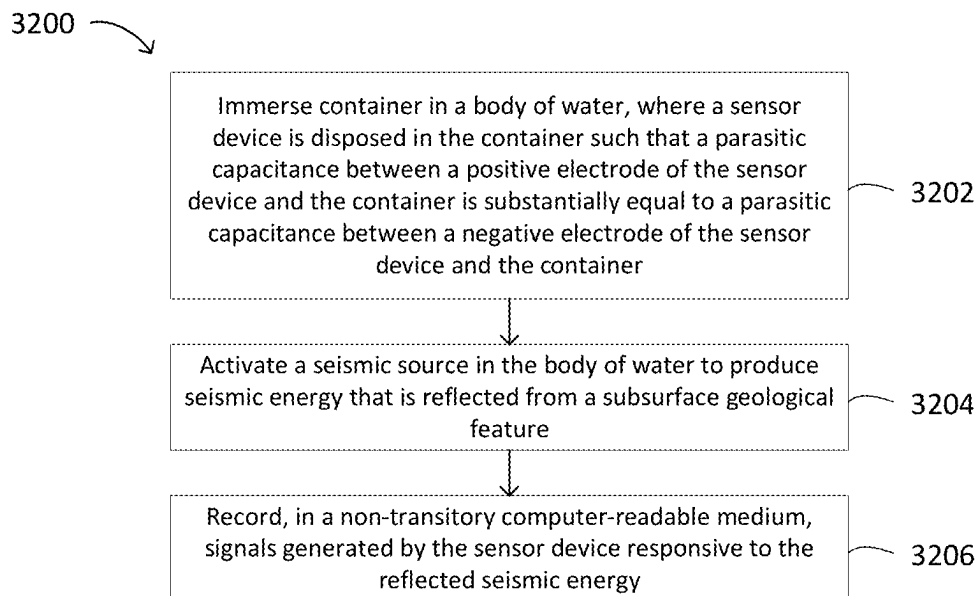 3200
Immerse container in a body of water, where a sensor
device is disposed in the container such that a parasitic
capacitance between a positive electrode of the sensor
device and the container is substantially equal to a parasitic
capacitance between a negative electrode of the sensor
device and the container
3202
Activate a seismic source in the body of water to produce
seismic energy that is reflected from a subsurface geological
feature
3204
Record, in a non-transitory computer-readable medium,
signals generated by the sensor device responsive to the
reflected seismic energy
3206